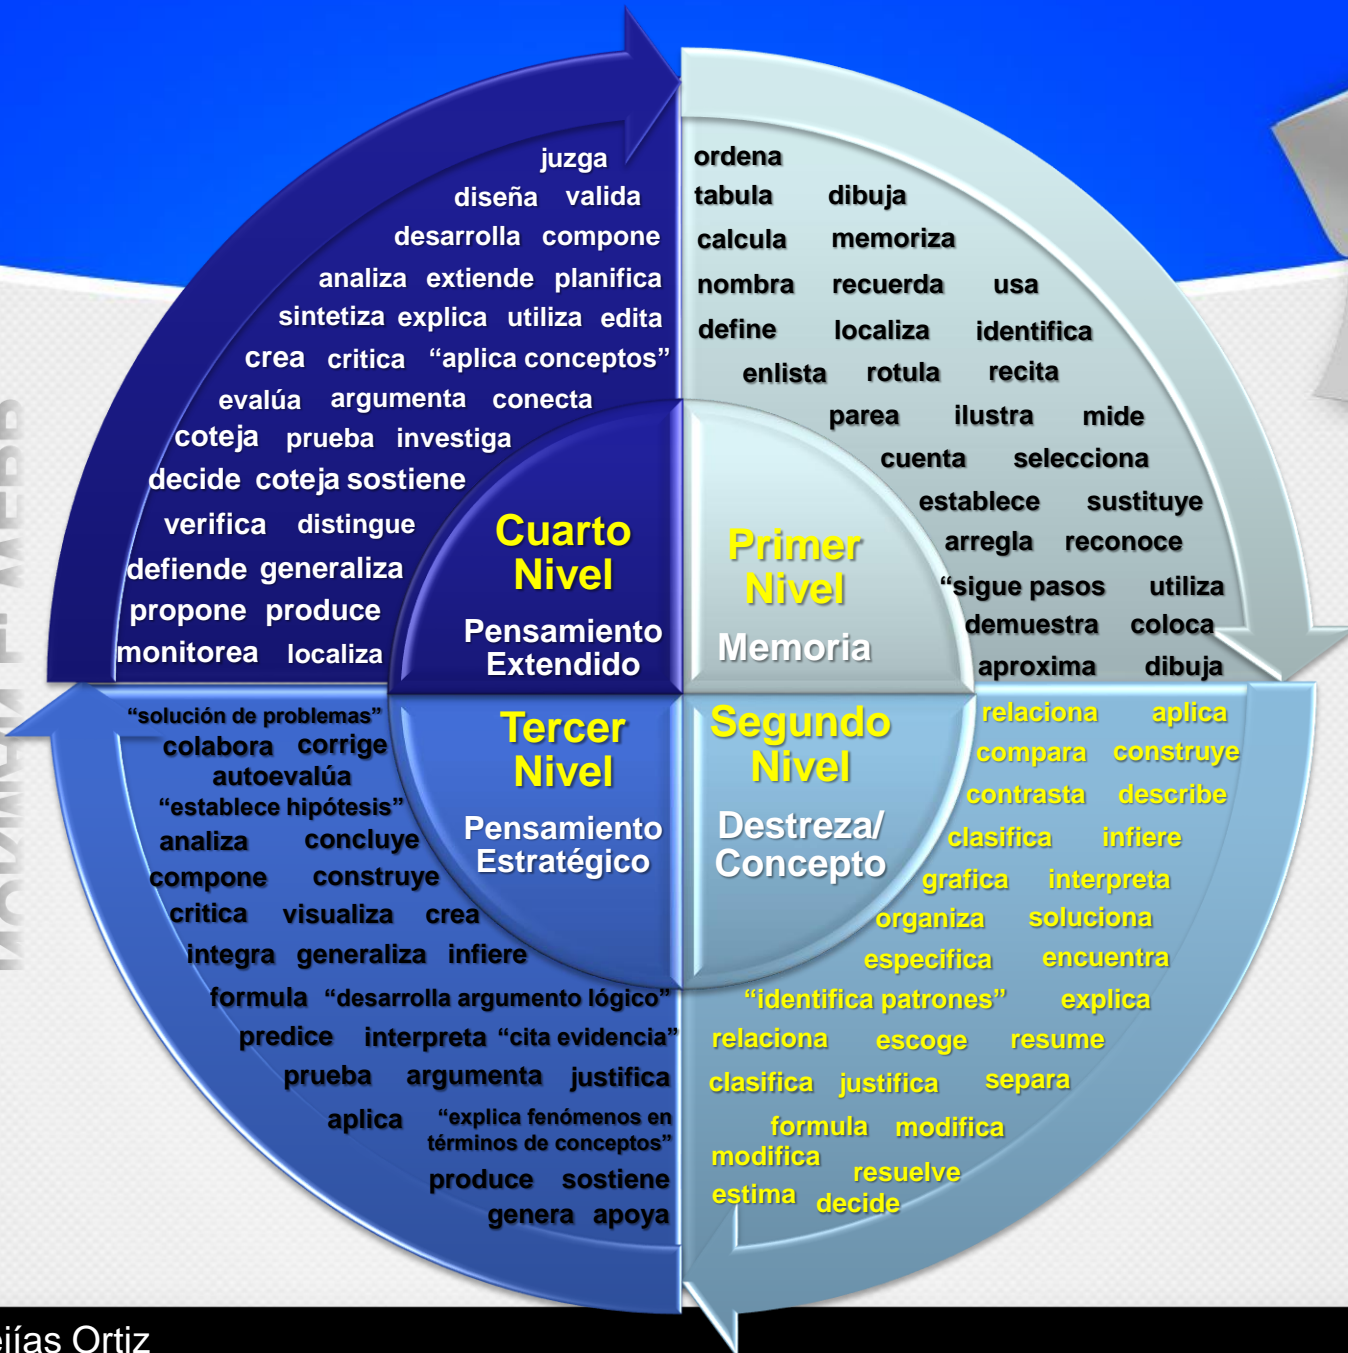 juzga
diseña valida
desarrolla compone
analiza extiende planifica
sintetiza explica utiliza edita
crea critica “aplica conceptos”
evalúa argumenta conecta
coteja prueba investiga
decide coteja sostiene
verifica distingue
defiende generaliza
propone produce
monitorea localiza
Cuarto
Nivel
Pensamiento
Extendido
ordena
tabula dibuja
calcula memoriza
nombra recuerda usa
define localiza identifica
enlista rotula recita
parea ilustra mide
cuenta selecciona
establece sustituye
arregla reconoce
“sigue pasos utiliza
demuestra coloca
aproxima dibuja
Primer
Nivel
Memoria
“solución de problemas”
colabora corrige
autoevalúa
“establece hipótesis”
analiza concluye
compone construye
critica visualiza crea
integra generaliza infiere
formula “desarrolla argumento lógico”
predice interpreta “cita evidencia”
prueba argumenta justifica
aplica “explica fenómenos en
términos de conceptos”
produce sostiene
genera apoya
Tercer
Nivel
Pensamiento
Estratégico
Segundo
Nivel
Destreza/
Concepto
relaciona aplica
compara construye
contrasta describe
clasifica infiere
grafica interpreta
organiza soluciona
especifica encuentra
“identifica patrones” explica
relaciona escoge resume
clasifica justifica separa
formula modifica
modifica
resuelve
estima
decide
Ortiz